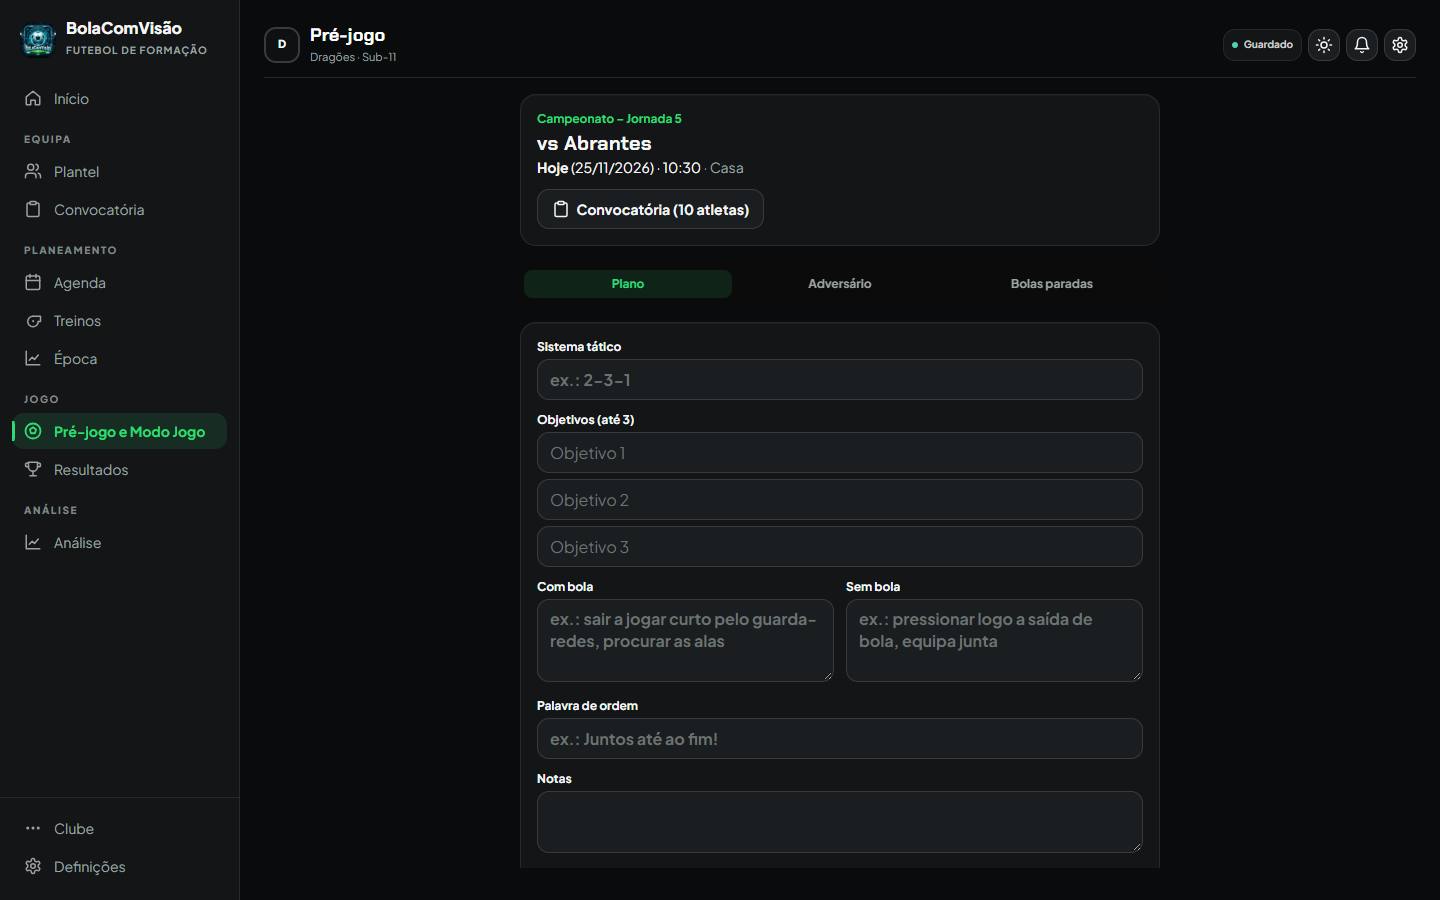 BolaComVisão
FUTEBOL DE FORMAÇÃO
Início
EQUIPA
Plantel
Convocatória
PLANEAMENTO
Agenda
Treinos
Época
JOGO
Pré-jogo e Modo Jogo
Resultados
ANÁLISE
Análise
Clube
Definições
D
Pré-jogo
Dragões · Sub-11
Guardado
Campeonato – Jornada 5
vs Abrantes
Hoje (25/11/2026) · 10:30 · Casa
Convocatória (10 atletas)
Plano
Adversário
Bolas paradas
Sistema tático
ex.: 2-3-1
Objetivos (até 3)
Objetivo 1
Objetivo 2
Objetivo 3
Com bola
ex.: sair a jogar curto pelo guarda-
redes, procurar as alas
Sem bola
ex.: pressionar logo a saída de
bola, equipa junta
Palavra de ordem
ex.: Juntos até ao fim!
Notas